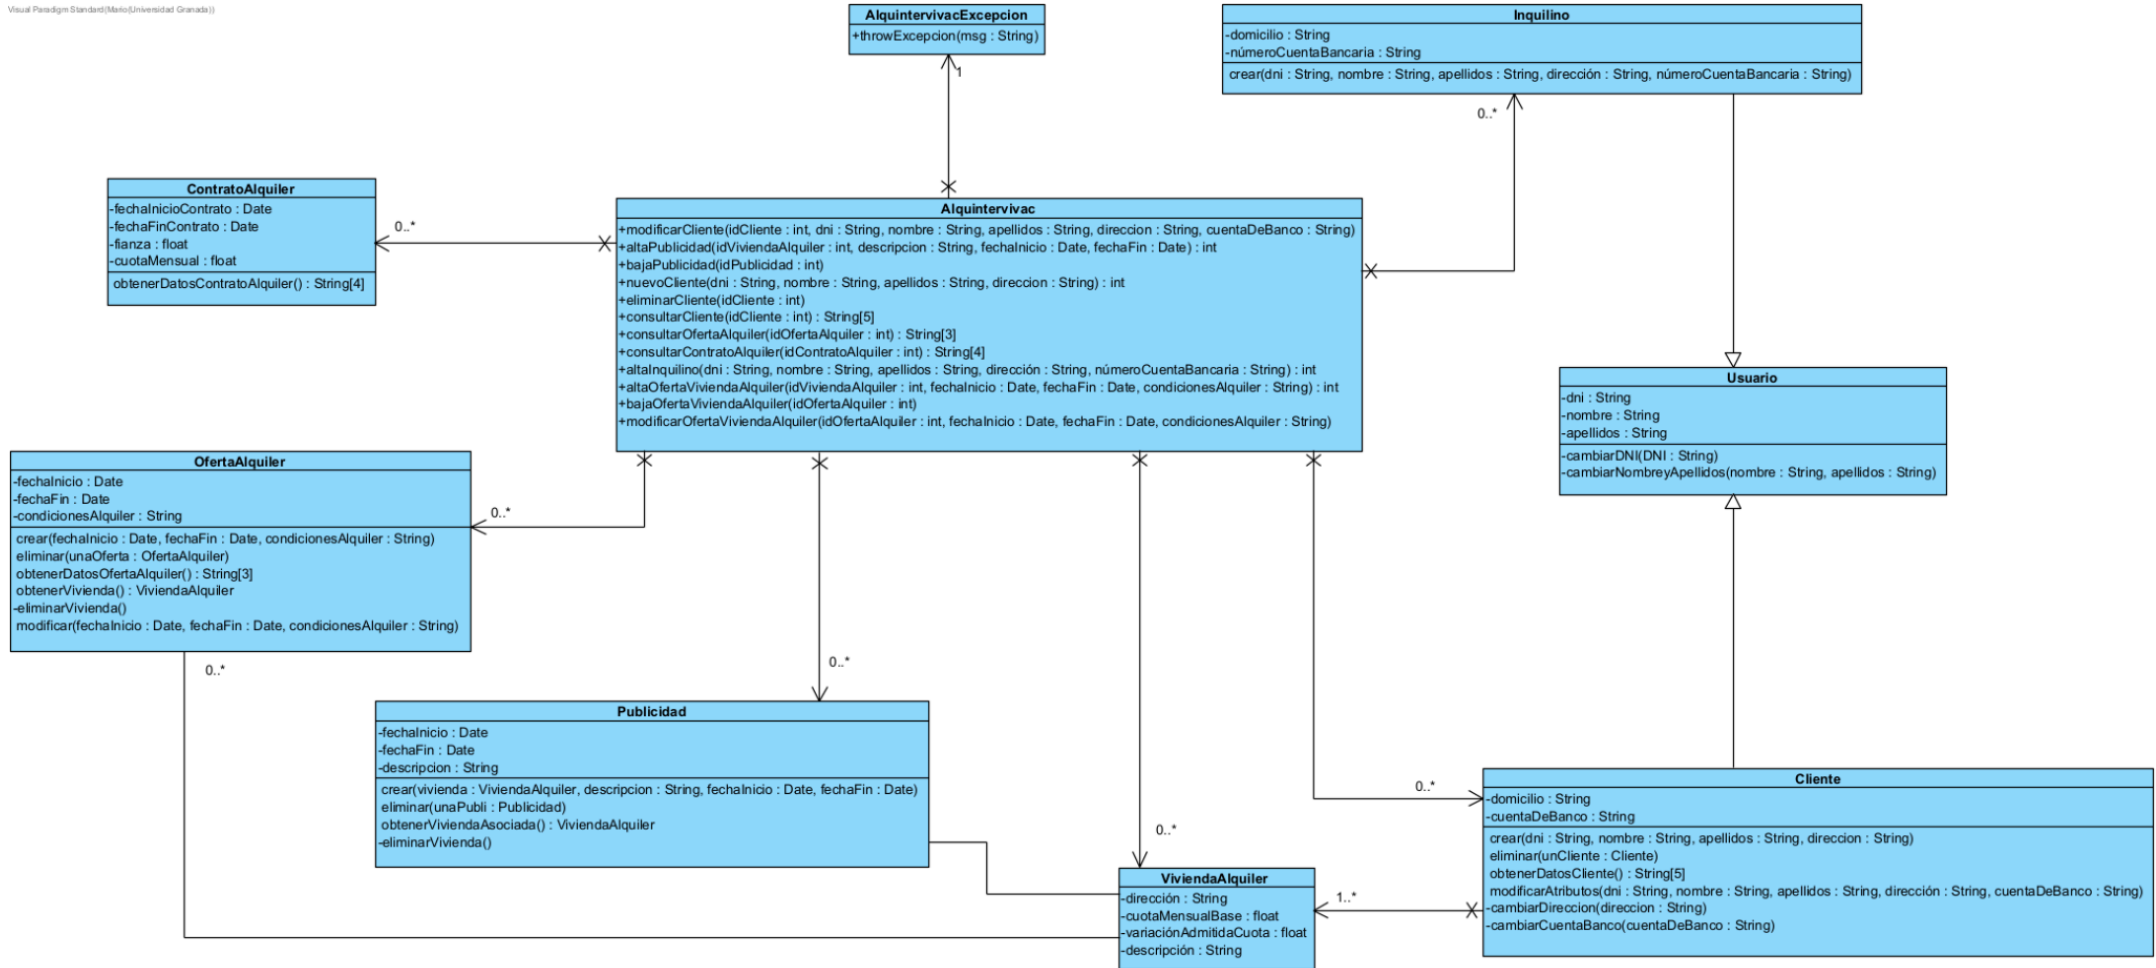 Visual Paradigm Standard(Mario(Universidad Granada))
AlquintervivacExcepcion
+throwExcepcion(msg : String)
1
Inquilino
-domicilio : String
-númeroCuentaBancaria : String
crear(dni : String, nombre : String, apellidos : String, dirección : String, númeroCuentaBancaria : String)
0..*
ContratoAlquiler
-fechaInicioContrato : Date
-fechaFinContrato : Date
-fianza : float
-cuotaMensual : float
obtenerDatosContratoAlquiler() : String[4]
0..*
Alquintervivac
+modificarCliente(idCliente : int, dni : String, nombre : String, apellidos : String, direccion : String, cuentaDeBanco : String)
+altaPublicidad(idViviendaAlquiler : int, descripcion : String, fechaInicio : Date, fechaFin : Date) : int
+bajaPublicidad(idPublicidad : int)
+nuevoCliente(dni : String, nombre : String, apellidos : String, direccion : String) : int
+eliminarCliente(idCliente : int)
+consultarCliente(idCliente : int) : String[5]
+consultarOfertaAlquiler(idOfertaAlquiler : int) : String[3]
+consultarContratoAlquiler(idContratoAlquiler : int) : String[4]
+altaInquilino(dni : String, nombre : String, apellidos : String, dirección : String, númeroCuentaBancaria : String) : int
+altaOfertaViviendaAlquiler(idViviendaAlquiler : int, fechaInicio : Date, fechaFin : Date, condicionesAlquiler : String) : int
+bajaOfertaViviendaAlquiler(idOfertaAlquiler : int)
+modificarOfertaViviendaAlquiler(idOfertaAlquiler : int, fechaInicio : Date, fechaFin : Date, condicionesAlquiler : String)
Usuario
-dni : String
-nombre : String
-apellidos : String
-cambiarDNI(DNI : String)
-cambiarNombreyApellidos(nombre : String, apellidos : String)
OfertaAlquiler
-fechaInicio : Date
-fechaFin : Date
-condicionesAlquiler : String
crear(fechaInicio : Date, fechaFin : Date, condicionesAlquiler : String)
eliminar(unaOferta : OfertaAlquiler)
obtenerDatosOfertaAlquiler() : String[3]
obtenerVivienda() : ViviendaAlquiler
-eliminarVivienda()
modificar(fechaInicio : Date, fechaFin : Date, condicionesAlquiler : String)
0..*
0..*
0..*
Publicidad
-fechaInicio : Date
-fechaFin : Date
-descripcion : String
crear(vivienda : ViviendaAlquiler, descripcion : String, fechaInicio : Date, fechaFin : Date)
eliminar(unaPubli : Publicidad)
obtenerViviendaAsociada() : ViviendaAlquiler
-eliminarVivienda()
0..*
ViviendaAlquiler
-dirección : String
-cuotaMensualBase : float
-variaciónAdmitidaCuota : float
-descripción : String
1..*
0..*
Cliente
-domicilio : String
-cuentaDeBanco : String
crear(dni : String, nombre : String, apellidos : String, direccion : String)
eliminar(unCliente : Cliente)
obtenerDatosCliente() : String[5]
modificarAtributos(dni : String, nombre : String, apellidos : String, dirección : String, cuentaDeBanco : String)
-cambiarDireccion(direccion : String)
-cambiarCuentaBanco(cuentaDeBanco : String)